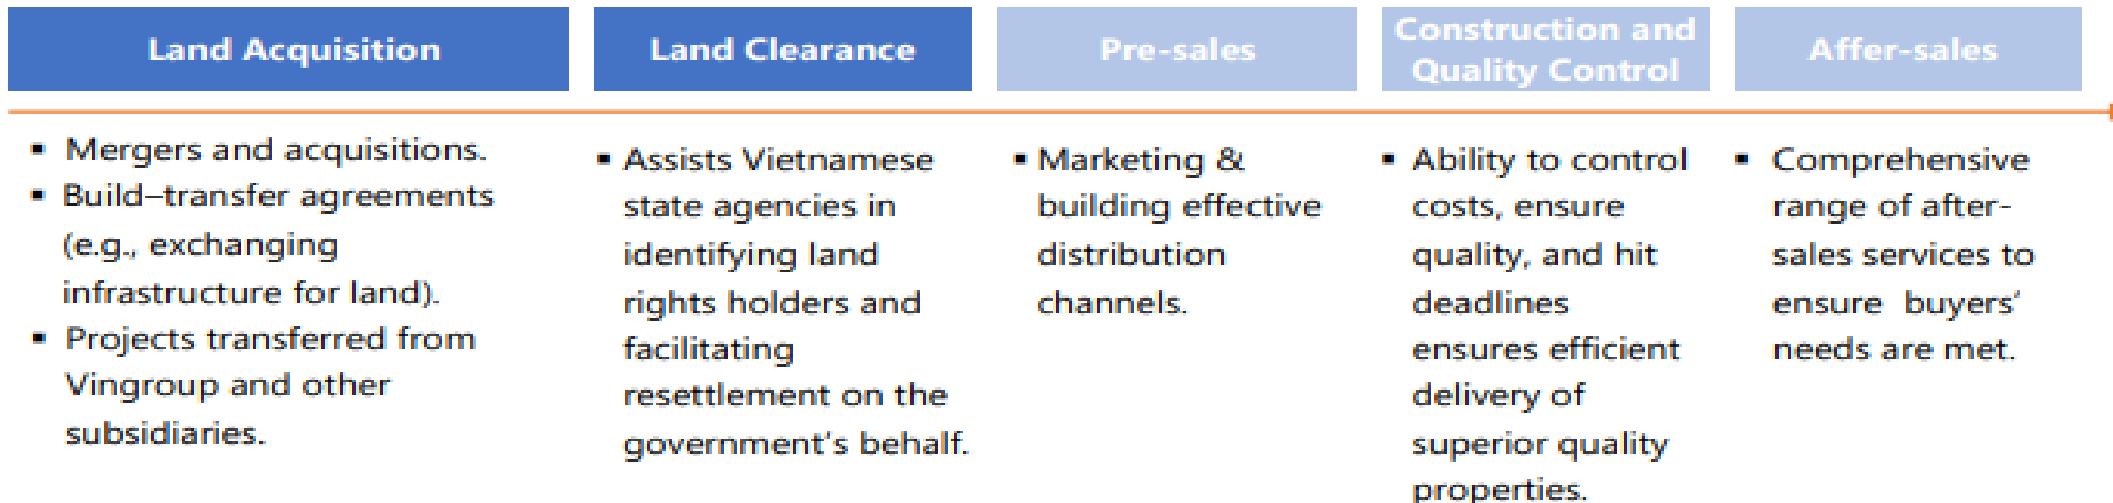 Land Acquisition
Land Clearance
Pre-sales
Construction and
Quality Control
Affer-sales
▪ Mergers and acquisitions.
▪ Build–transfer agreements
(e.g., exchanging
infrastructure for land).
▪ Projects transferred from
Vingroup and other
subsidiaries.
▪ Assists Vietnamese
state agencies in
identifying land
rights holders and
facilitating
resettlement on the
government’s behalf.
▪ Marketing &
building effective
distribution
channels.
▪ Ability to control
costs, ensure
quality, and hit
deadlines
ensures efficient
delivery of
superior quality
properties.
▪ Comprehensive
range of after-
sales services to
ensure buyers’
needs are met.